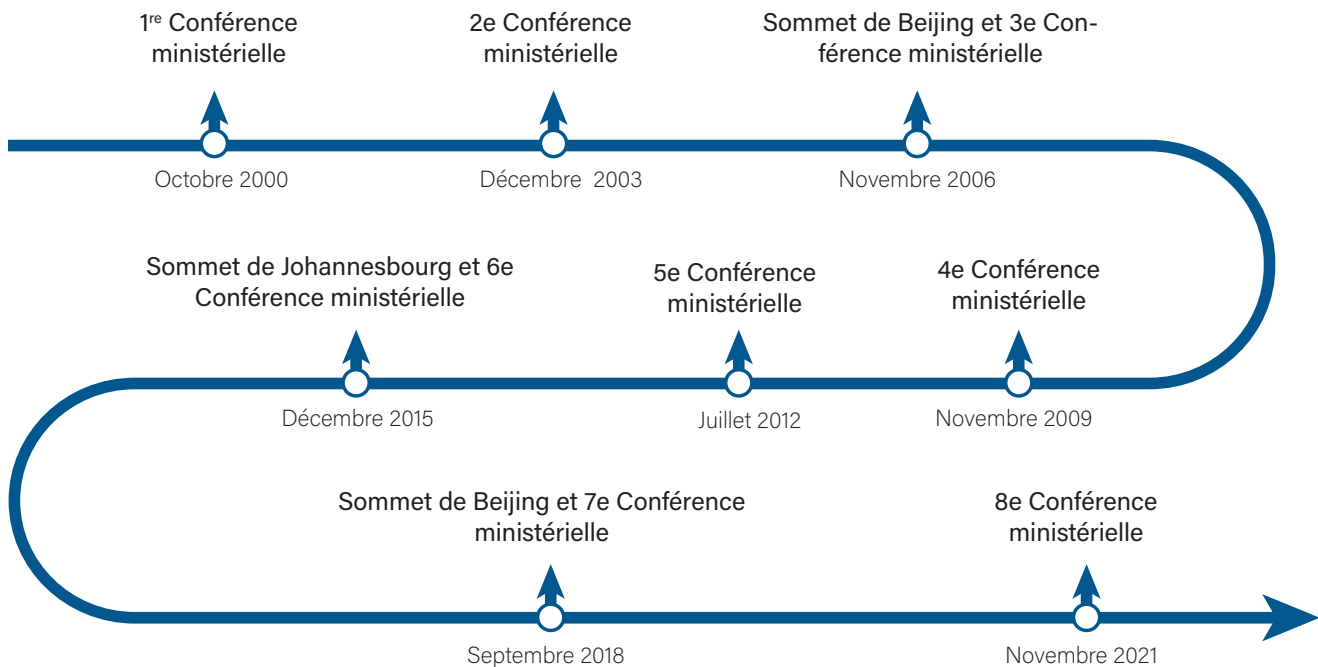 1re Conférence
ministérielle
2e Conférence
ministérielle
Sommet de Beijing et 3e Con-
férence ministérielle
Octobre 2000
Décembre 2003
Novembre 2006
Sommet de Johannesbourg et 6e
Conférence ministérielle
5e Conférence
ministérielle
4e Conférence
ministérielle
Décembre 2015
Juillet 2012
Novembre 2009
Sommet de Beijing et 7e Conférence
ministérielle
8e Conférence
ministérielle
Septembre 2018
Novembre 2021